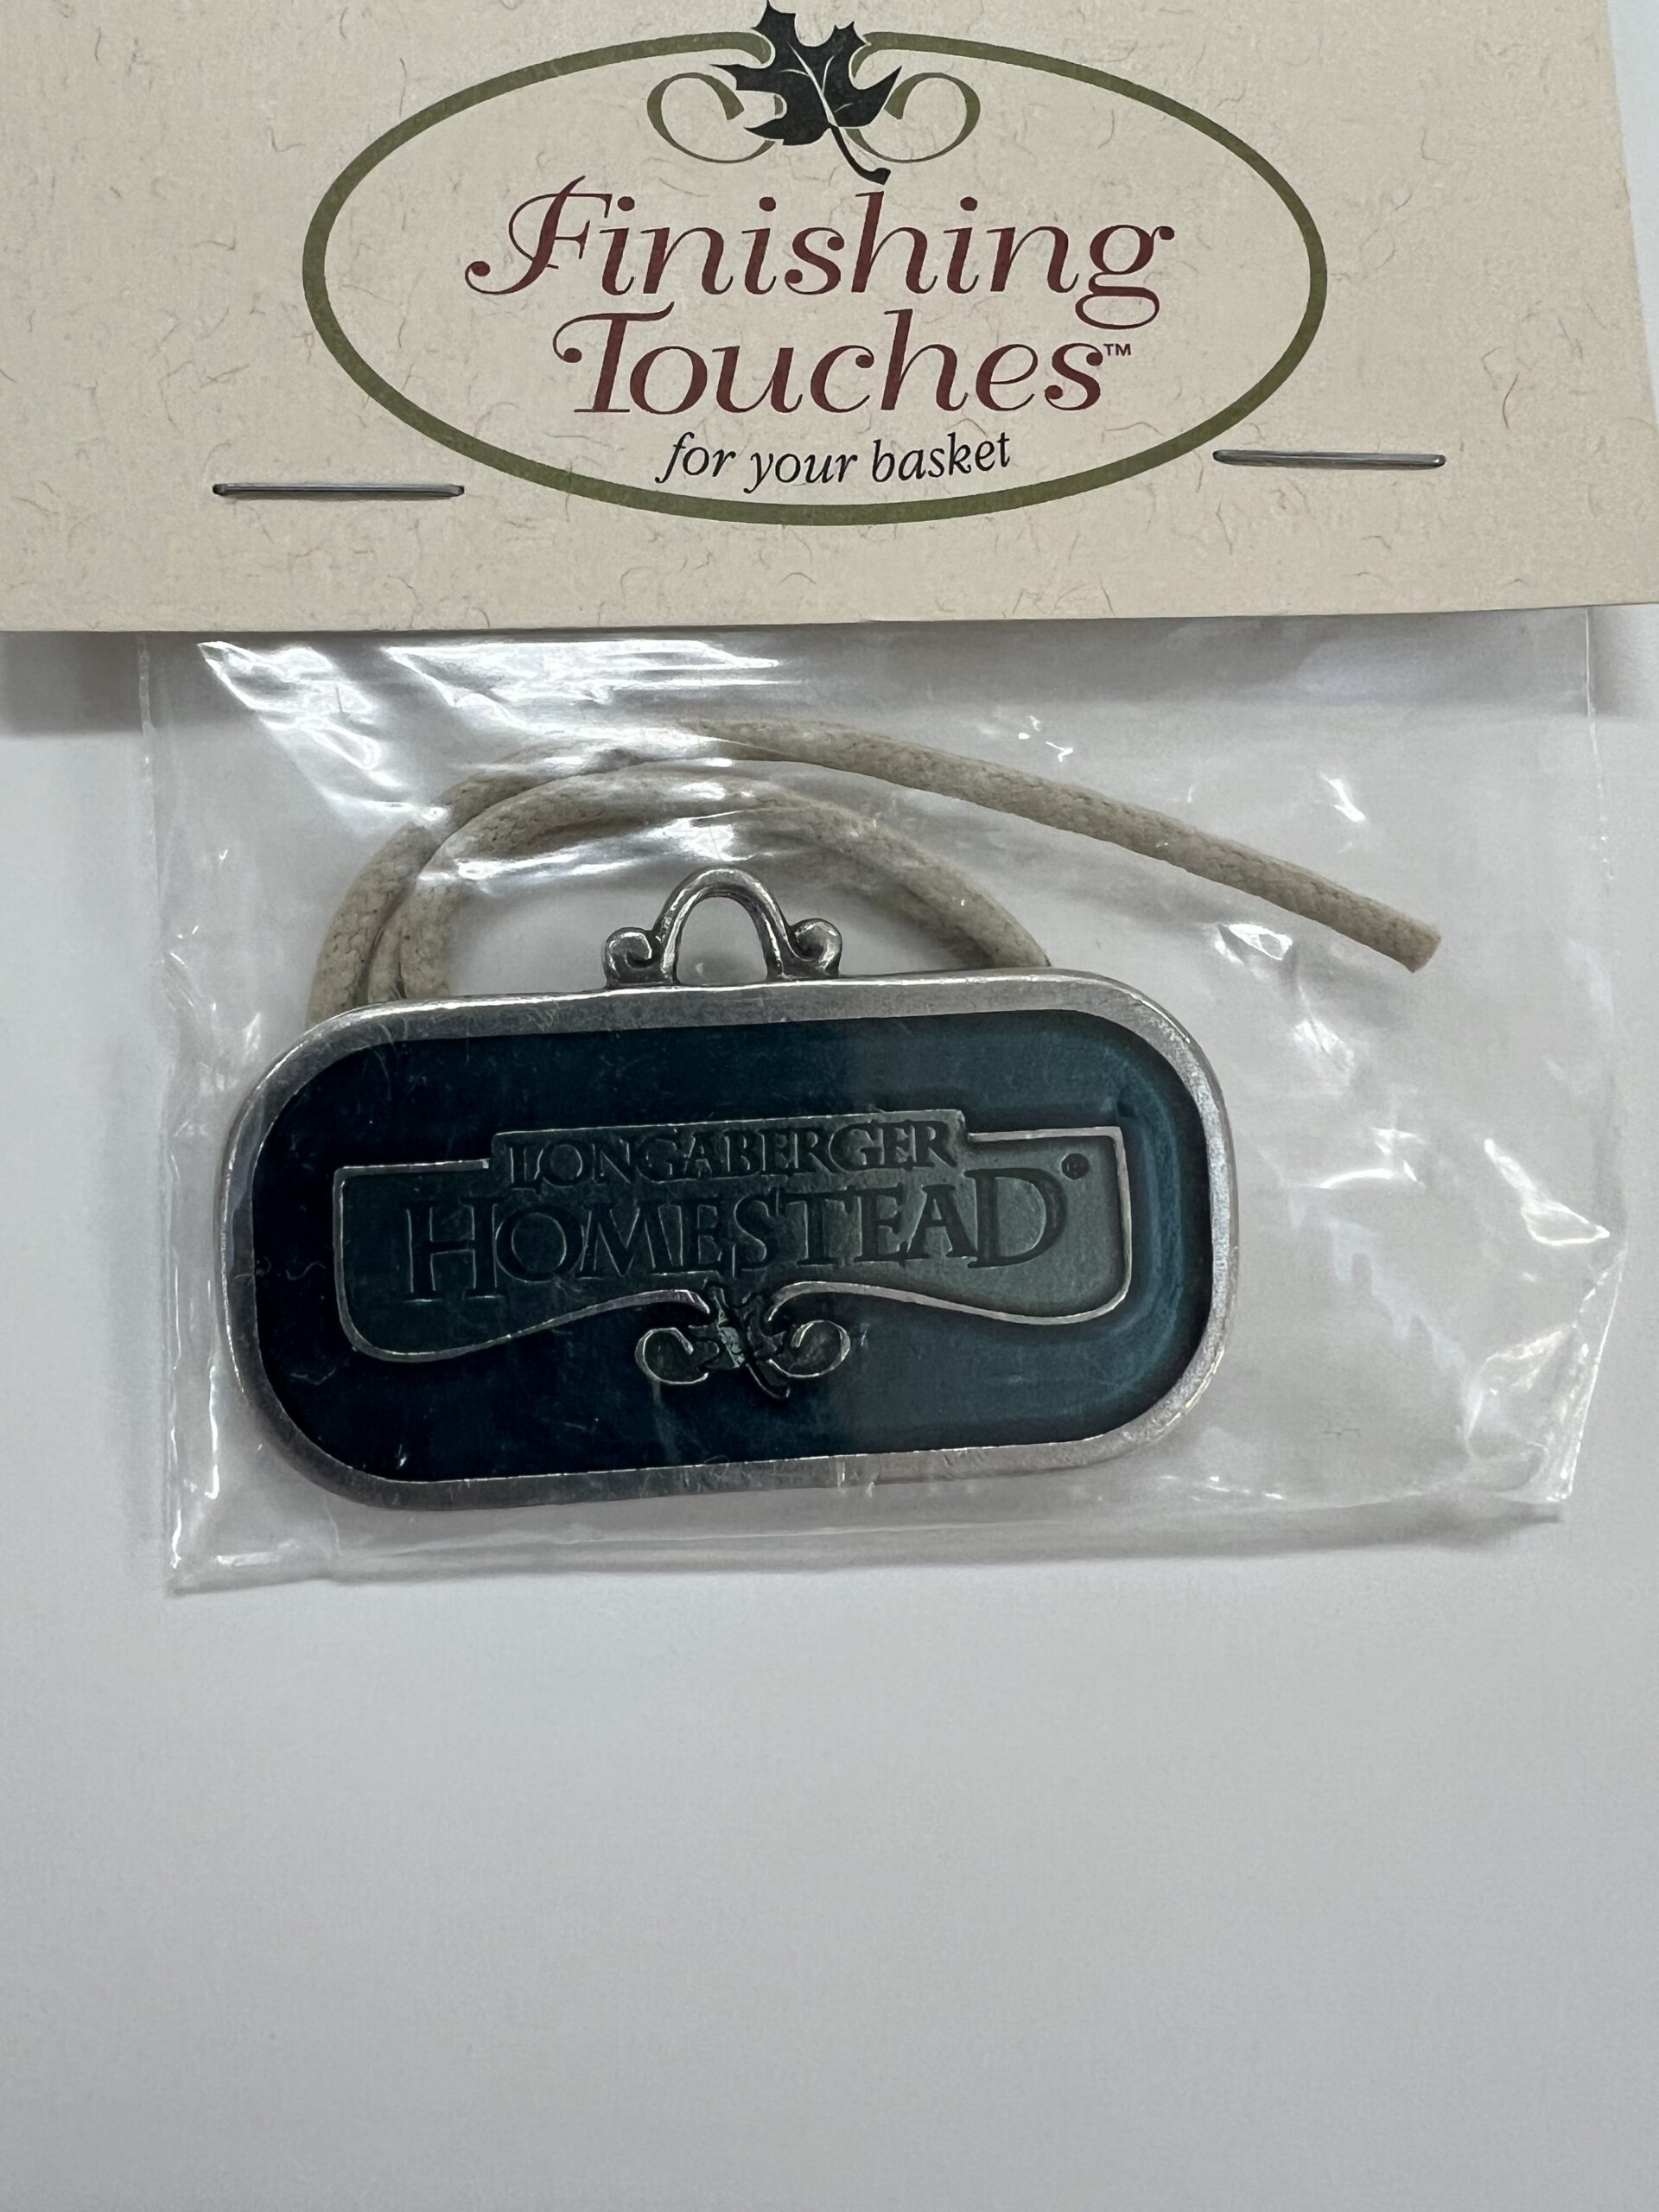 Finishing
Touches™
for your basket
LONGABERGER
HOMESTEAD®